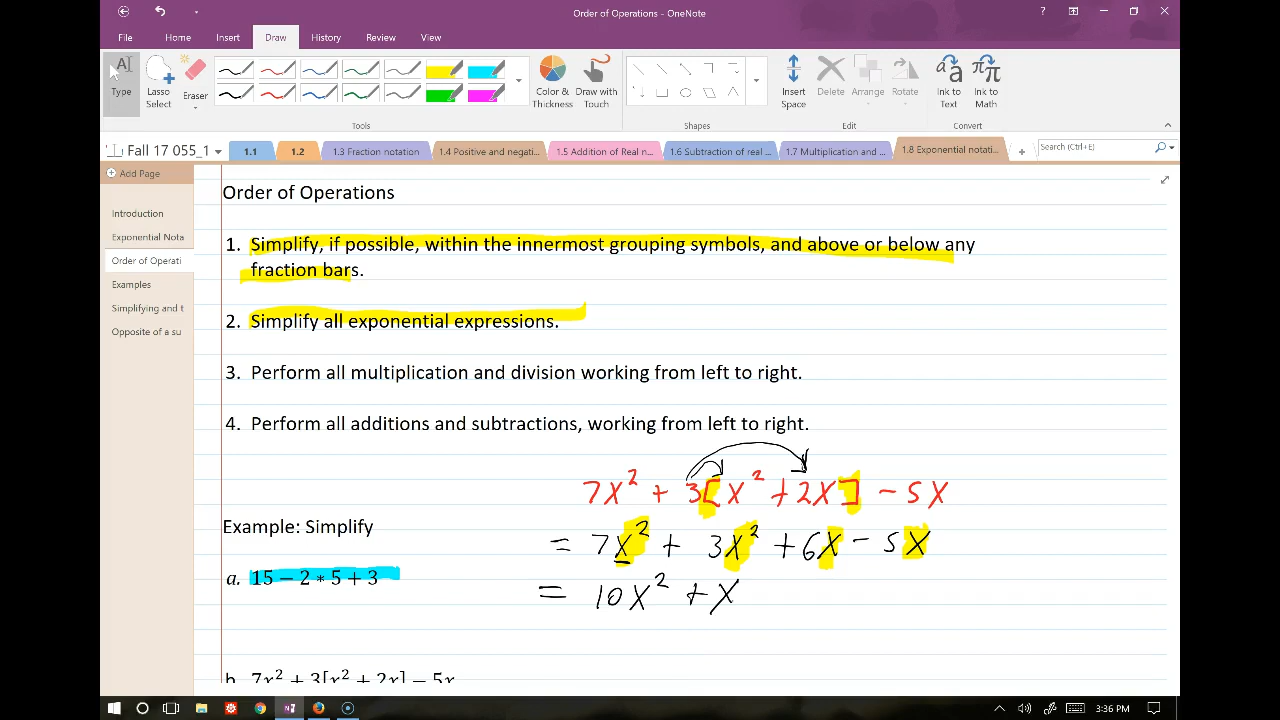 Order of Operations - OneNote
?
File Home Insert Draw History Review View
Type
Lasso Select
Eraser
Color & Thickness
Draw with Touch
Insert Space
Delete
Arrange
Rotate
Ink to Text
Ink to Math
Tools Shapes Edit Convert
Fall 17 055_1
1.1
1.2
1.3 Fraction notation
1.4 Positive and negati...
1.5 Addition of Real n...
1.6 Subtraction of real ...
1.7 Multiplication and ...
1.8 Exponential notati...
Search (Ctrl+E)
Add Page
Introduction
Exponential Nota
Order of Operati
Examples
Simplifying and t
Opposite of a su
Order of Operations
1. Simplify, if possible, within the innermost grouping symbols, and above or below any
fraction bars.
2. Simplify all exponential expressions.
3. Perform all multiplication and division working from left to right.
4. Perform all additions and subtractions, working from left to right.
7X² + 3[X² + 2X] - 5X
Example: Simplify
= 7X² + 3X² + 6X - 5X
a. 15 − 2 ∗ 5 + 3
= 10X² + X
b. 7x² + 3[x² + 2x] − 5x
3:36 PM